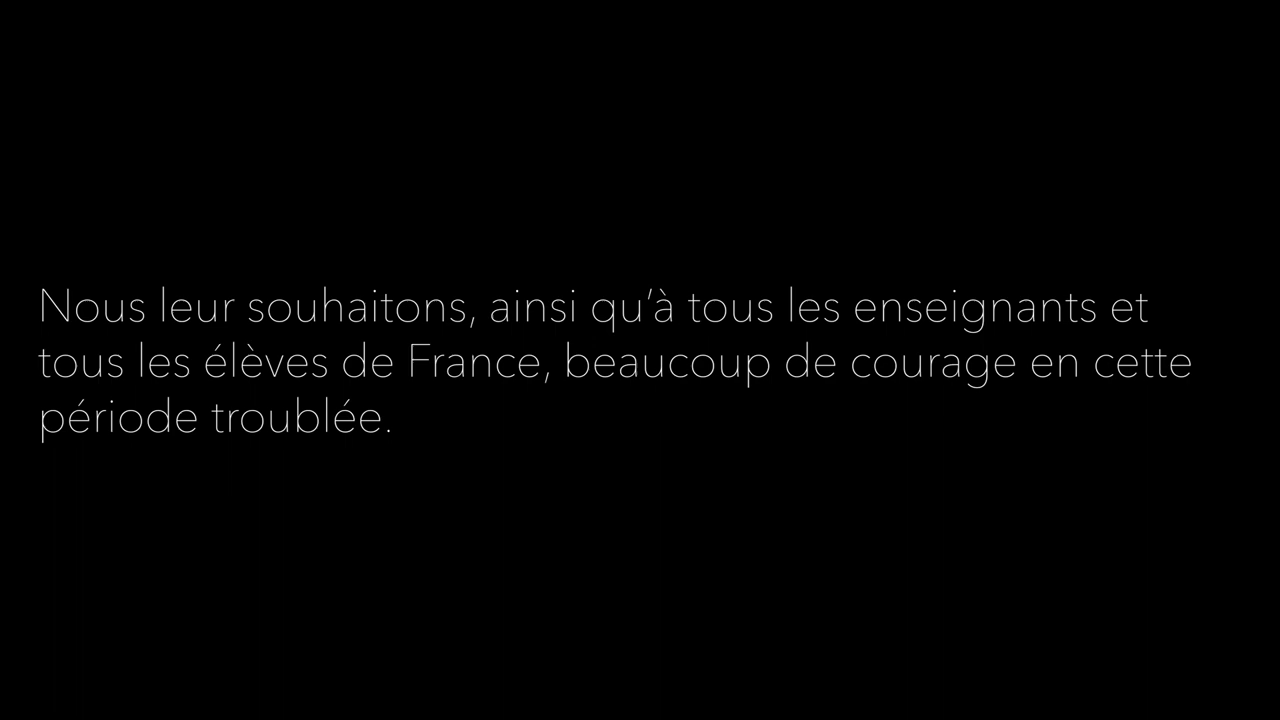 Nous leur souhaitons, ainsi qu’à tous les enseignants et
tous les élèves de France, beaucoup de courage en cette
période troublée.